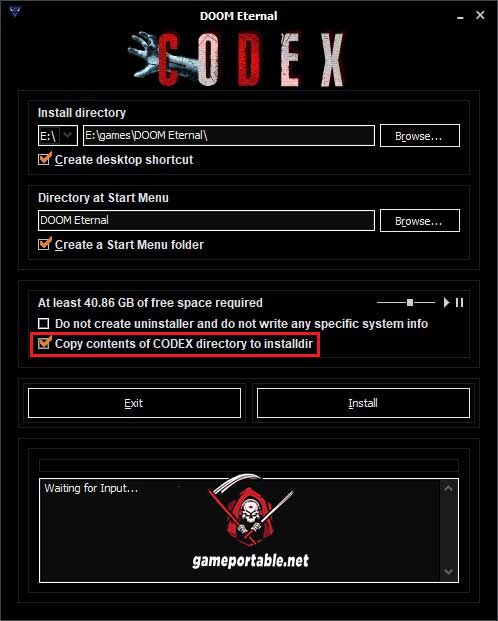 DOOM Eternal
CODEX
Install directory
E:\ E:\games\DOOM Eternal\ Browse...
Create desktop shortcut
Directory at Start Menu
DOOM Eternal Browse...
Create a Start Menu folder
At least 40.86 GB of free space required
Do not create uninstaller and do not write any specific system info
Copy contents of CODEX directory to installdir
Exit Install
Waiting for Input...
gameportable.net